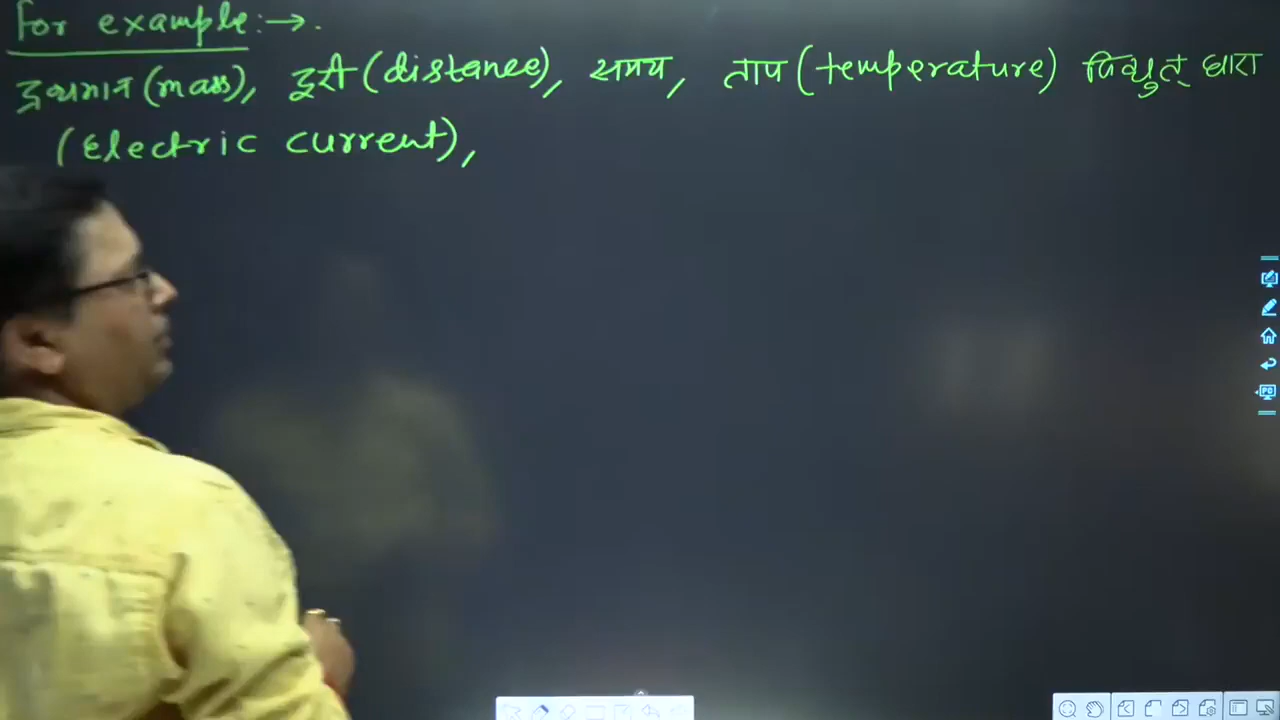 For example:→.
द्रव्यमान (mass), दूरी (distance), समय, ताप (temperature) विद्युत् धारा
(Electric current),